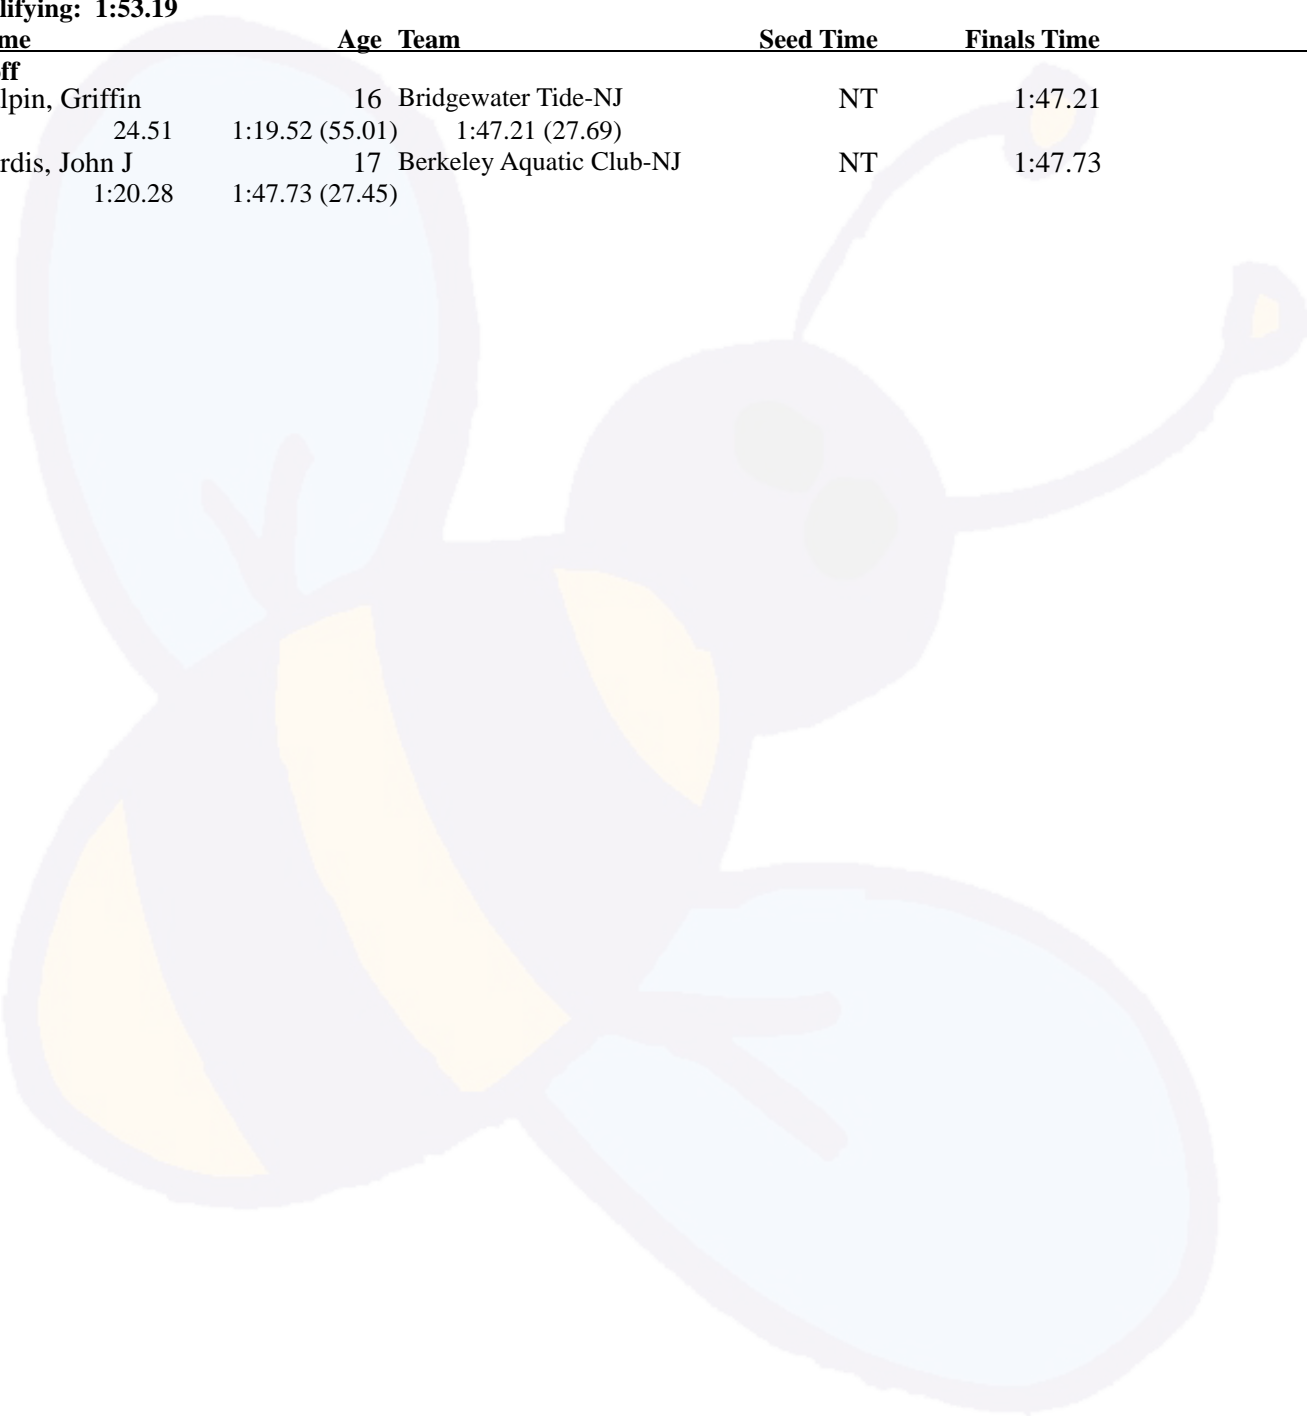 lifying: 1:53.19
me Age Team Seed Time Finals Time
ff
lpin, Griffin 16 Bridgewater Tide-NJ NT 1:47.21
24.51 1:19.52 (55.01) 1:47.21 (27.69)
rdis, John J 17 Berkeley Aquatic Club-NJ NT 1:47.73
1:20.28 1:47.73 (27.45)